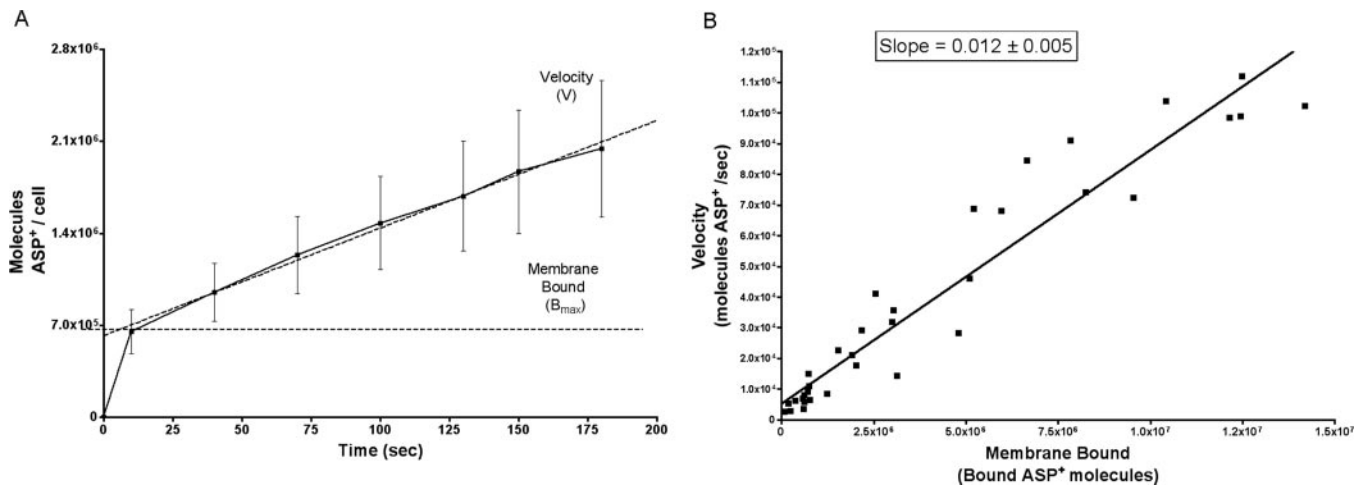 A
2.8x10⁶
2.1x10⁶
1.4x10⁶
7.0x10⁵
0
Molecules
ASP⁺ / cell
Velocity
(V)
Membrane
Bound
(Bₘₐₓ)
0 25 50 75 100 125 150 175 200
Time (sec)
B
Slope = 0.012 ± 0.005
1.2x10⁵
1.1x10⁵
1.0x10⁵
9.0x10⁴
8.0x10⁴
7.0x10⁴
6.0x10⁴
5.0x10⁴
4.0x10⁴
3.0x10⁴
2.0x10⁴
1.0x10⁴
0
Velocity
(molecules ASP⁺ /sec)
0 2.5x10⁶ 5.0x10⁶ 7.5x10⁶ 1.0x10⁷ 1.2x10⁷ 1.5x10⁷
Membrane Bound
(Bound ASP⁺ molecules)